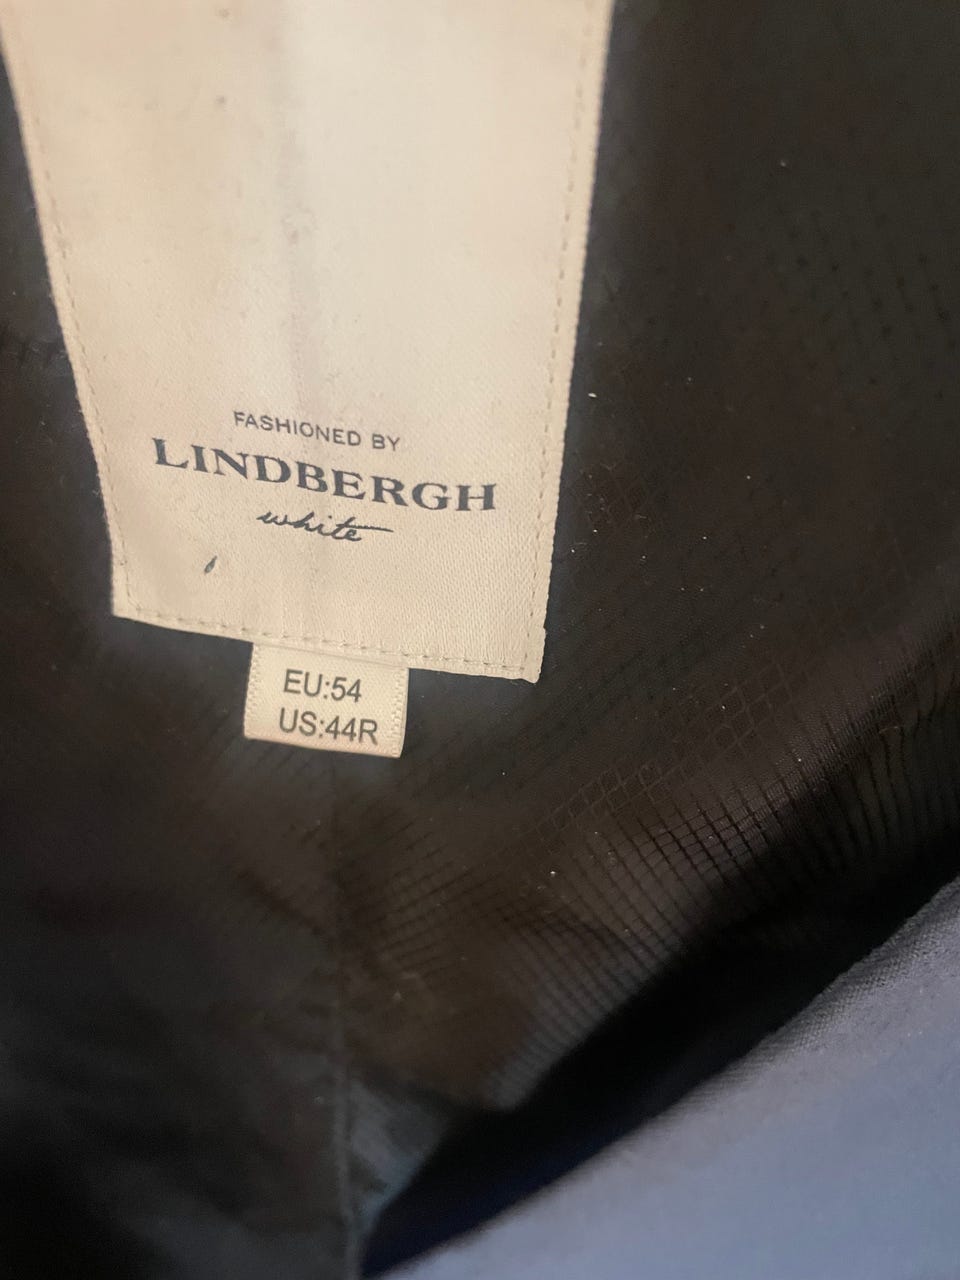 FASHIONED BY
LINDBERGH
white
EU:54
US:44R